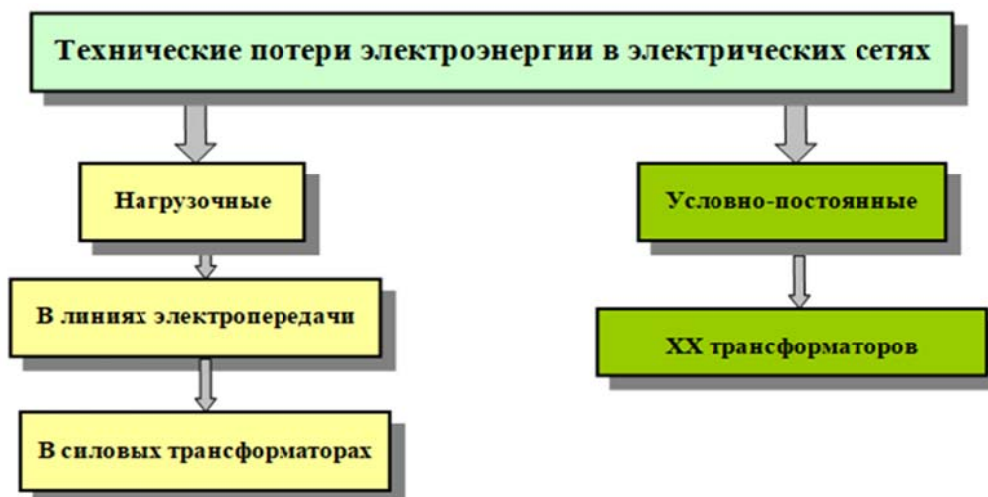 Технические потери электроэнергии в электрических сетях
Нагрузочные
Условно-постоянные
В линиях электропередачи
ХХ трансформаторов
В силовых трансформаторах